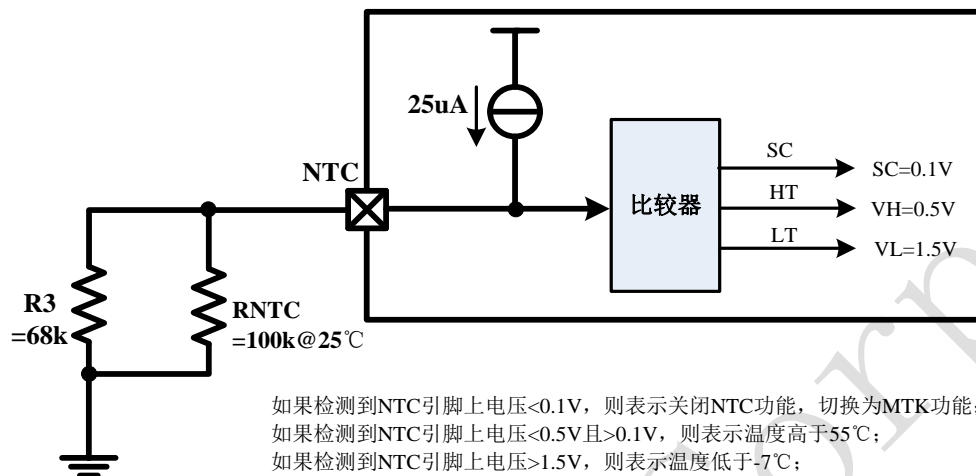 25uA
NTC
SC
SC=0.1V
比较器
HT
VH=0.5V
LT
VL=1.5V
R3
=68k
RNTC
=100k@25℃
如果检测到NTC引脚上电压<0.1V，则表示关闭NTC功能，切换为MTK功能；
如果检测到NTC引脚上电压<0.5V且>0.1V，则表示温度高于55℃；
如果检测到NTC引脚上电压>1.5V，则表示温度低于-7℃；
corp